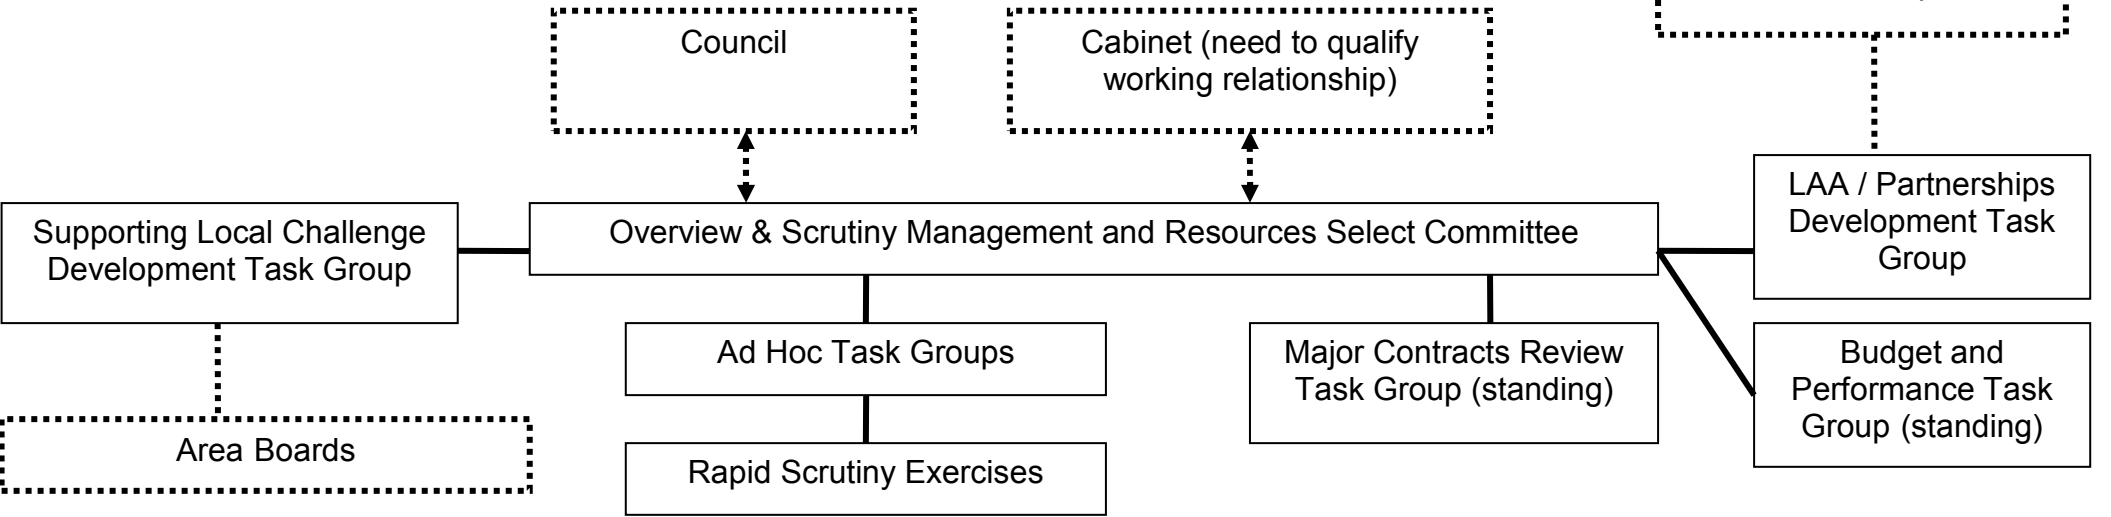 Council
Cabinet (need to qualify
working relationship)
Supporting Local Challenge
Development Task Group
Overview & Scrutiny Management and Resources Select Committee
LAA / Partnerships
Development Task
Group
Ad Hoc Task Groups
Major Contracts Review
Task Group (standing)
Budget and
Performance Task
Group (standing)
Area Boards
Rapid Scrutiny Exercises